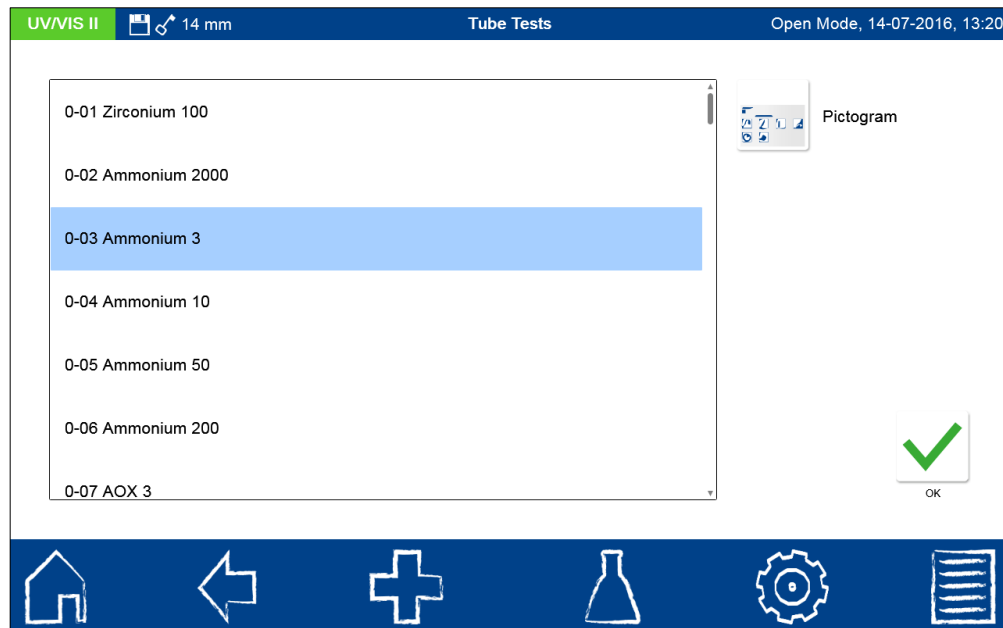 UV/VIS II 14 mm Tube Tests Open Mode, 14-07-2016, 13:20
0-01 Zirconium 100
Pictogram
0-02 Ammonium 2000
0-03 Ammonium 3
0-04 Ammonium 10
0-05 Ammonium 50
0-06 Ammonium 200
0-07 AOX 3
OK